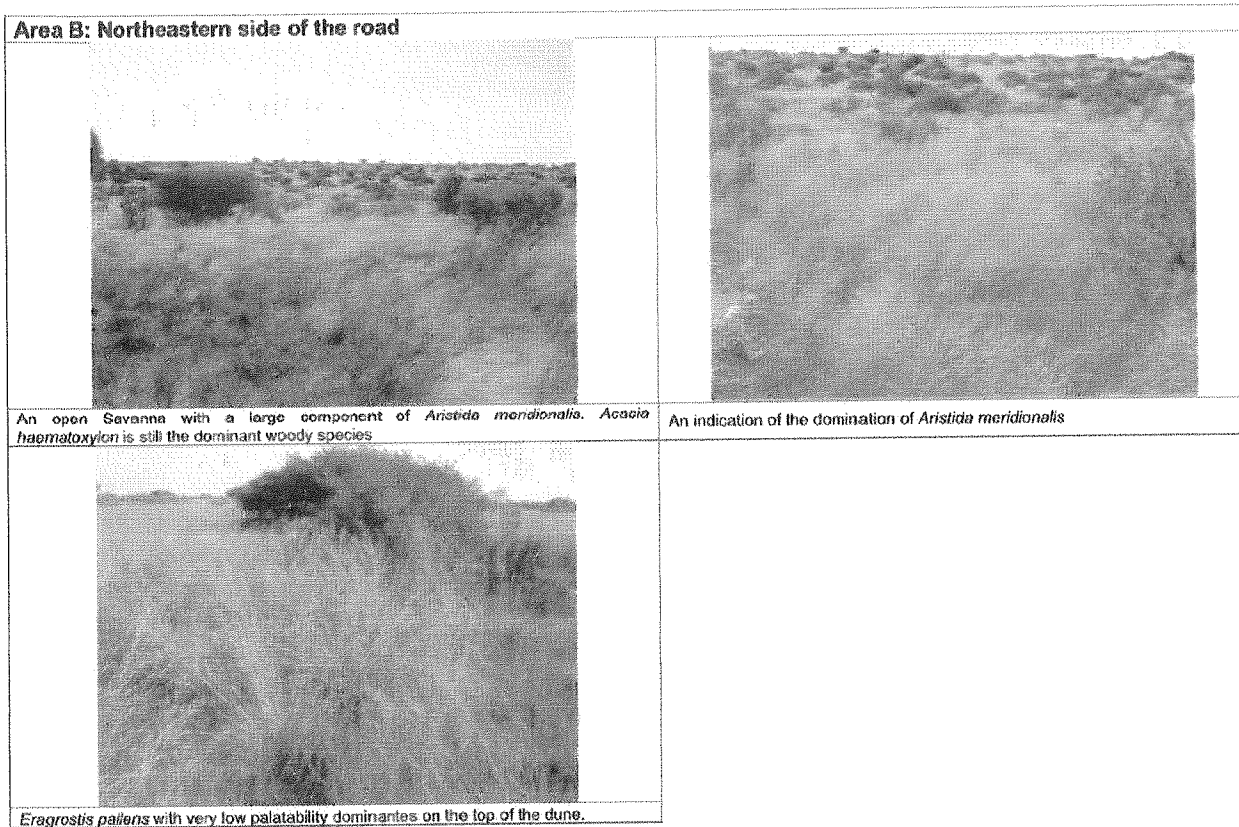 Area B: Northeastern side of the road
An open Savanna with a large component of Aristida meridionalis. Acacia
haematoxylon is still the dominant woody species
An indication of the domination of Aristida meridionalis
Eragrostis pallens with very low palatability dominantes on the top of the dune.